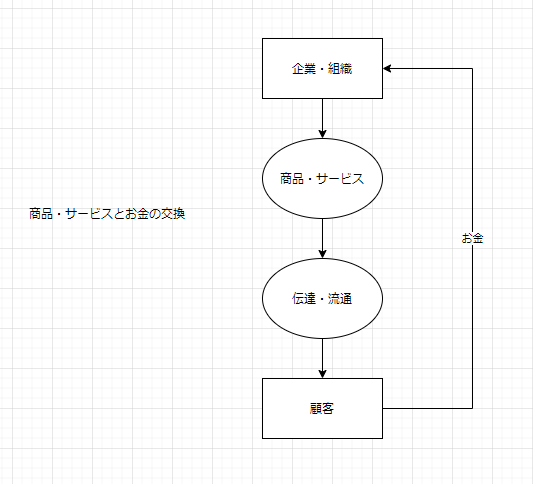 企業・組織
商品・サービス
商品・サービスとお金の交換
お金
伝達・流通
顧客